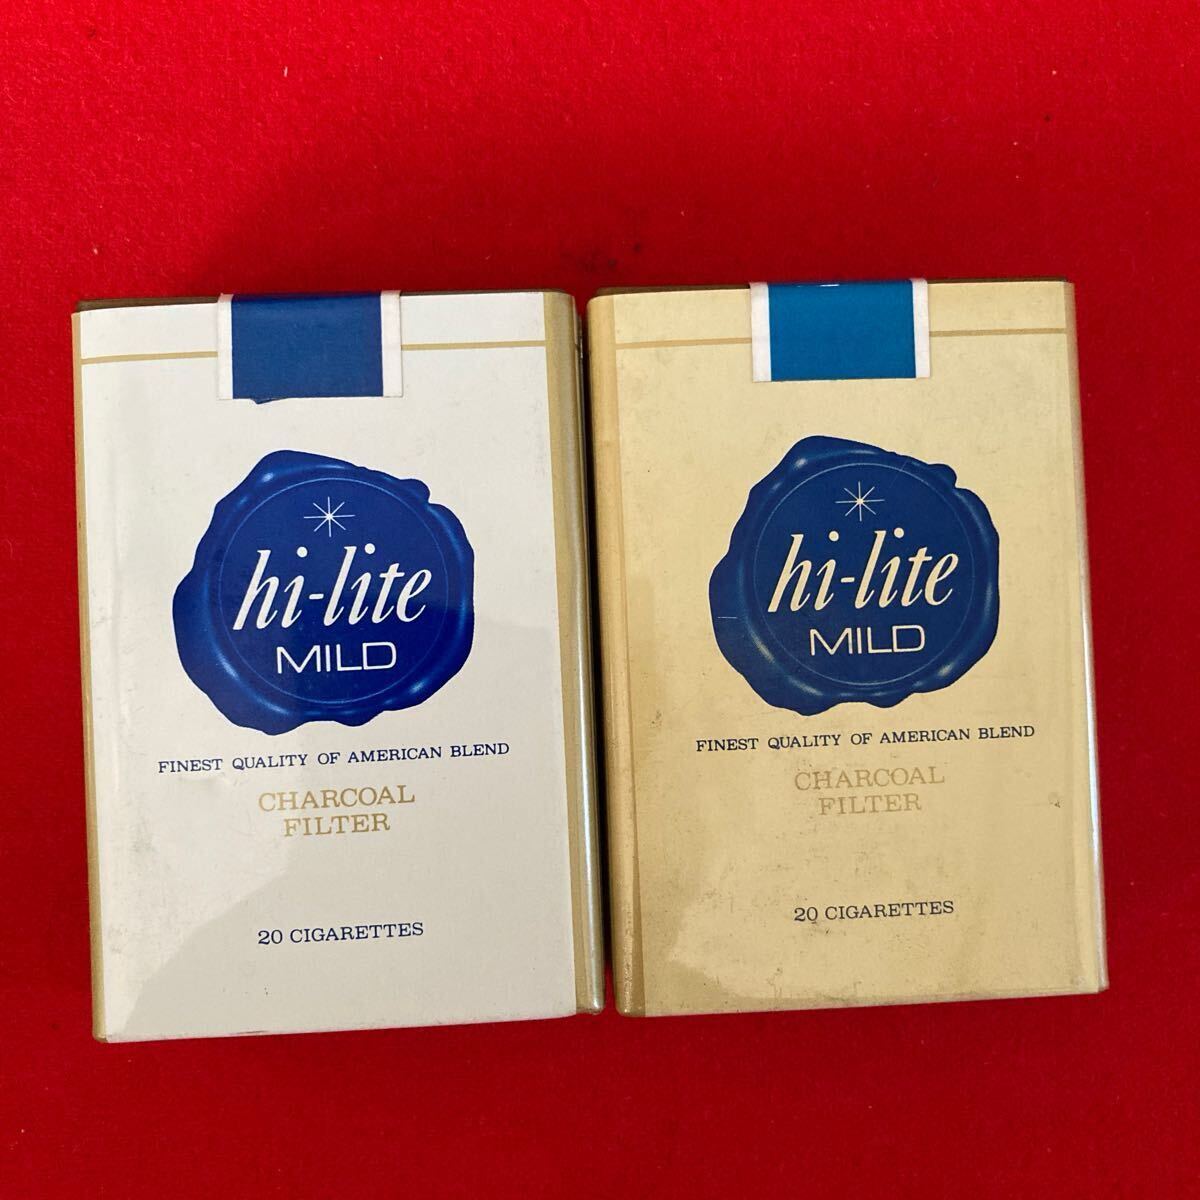 hi-lite
MILD
FINEST QUALITY OF AMERICAN BLEND
CHARCOAL
FILTER
20 CIGARETTES
hi-lite
MILD
FINEST QUALITY OF AMERICAN BLEND
CHARCOAL
FILTER
20 CIGARETTES